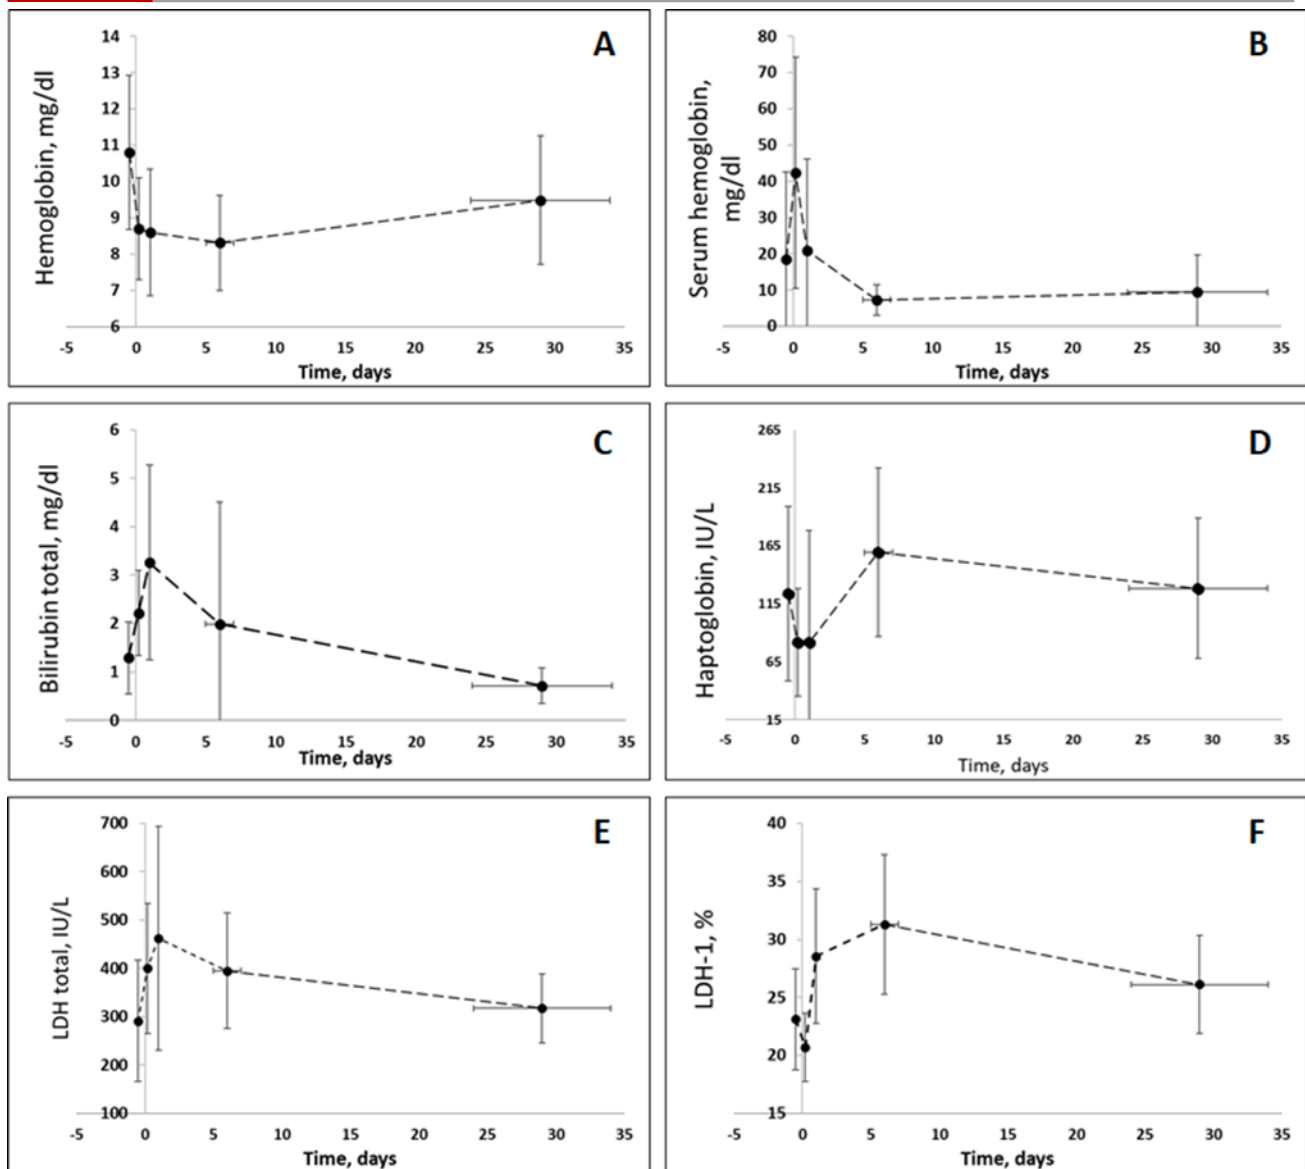 A
Hemoglobin, mg/dl
14
13
12
11
10
9
8
7
6
-5 0 5 10 15 20 25 30 35
Time, days
B
Serum hemoglobin,
mg/dl
80
70
60
50
40
30
20
10
0
-5 0 5 10 15 20 25 30 35
Time, days
C
Bilirubin total, mg/dl
6
5
4
3
2
1
0
-5 0 5 10 15 20 25 30 35
Time, days
D
Haptoglobin, IU/L
265
215
165
115
65
15
-5 0 5 10 15 20 25 30 35
Time, days
E
LDH total, IU/L
700
600
500
400
300
200
100
-5 0 5 10 15 20 25 30 35
Time, days
F
LDH-1, %
40
35
30
25
20
15
-5 0 5 10 15 20 25 30 35
Time, days